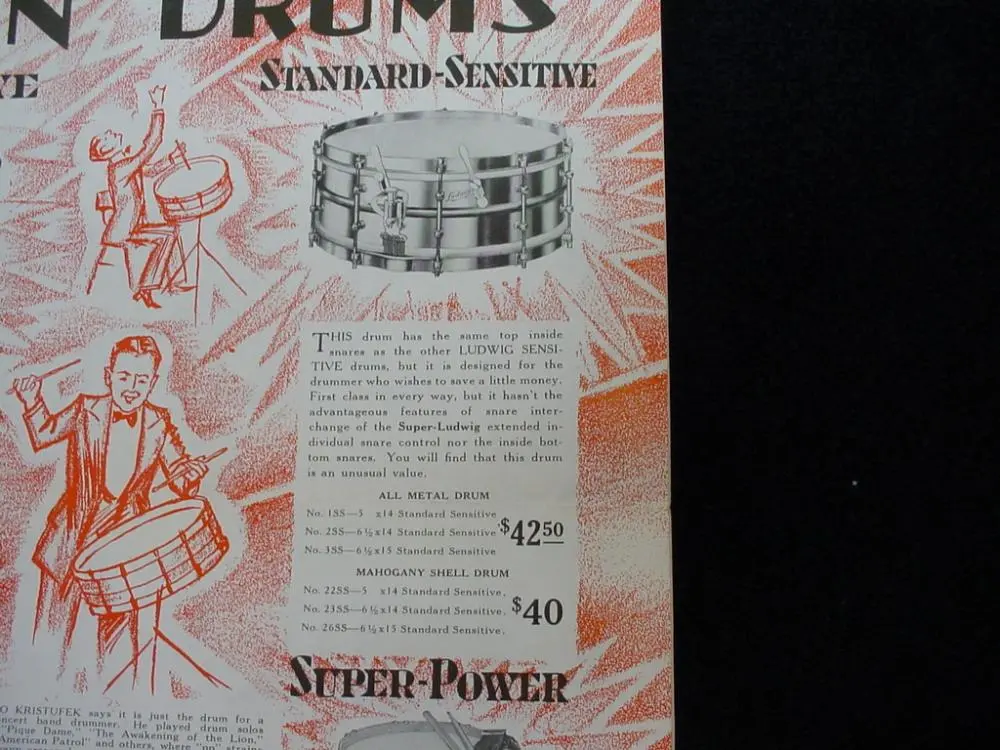 N DRUMS
VE
STANDARD-SENSITIVE
Ludwig
THIS drum has the same top inside
snares as the other LUDWIG SENSI-
TIVE drums, but it is designed for the
drummer who wishes to save a little money.
First class in every way, but it hasn't the
advantageous features of snare inter-
change of the Super-Ludwig extended in-
dividual snare control nor the inside bot-
tom snares. You will find that this drum
is an unusual value.
ALL METAL DRUM
No. 1SS—5 x14 Standard Sensitive
No. 2SS—6½x14 Standard Sensitive $42 50
No. 3SS—6½x15 Standard Sensitive
MAHOGANY SHELL DRUM
No. 22SS—5 x14 Standard Sensitive.
No. 23SS—6½x14 Standard Sensitive. $40
No. 26SS—6½x15 Standard Sensitive.
SUPER-POWER
O KRISTUFEK says it is just the drum for a
ncert band drummer. He played drum solos
"Pique Dame," "The Awakening of the Lion,"
American Patrol" and others, where "pp" strains